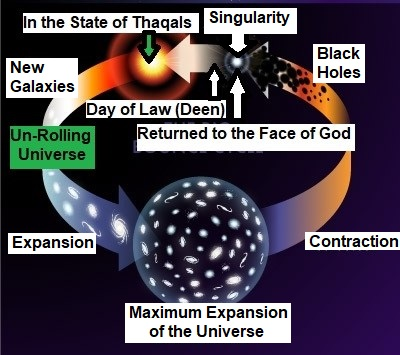 In the State of Thaqals
Singularity
New
Galaxies
Black
Holes
Day of Law (Deen)
Returned to the Face of God
Un-Rolling
Universe
Expansion
Contraction
Maximum Expansion
of the Universe